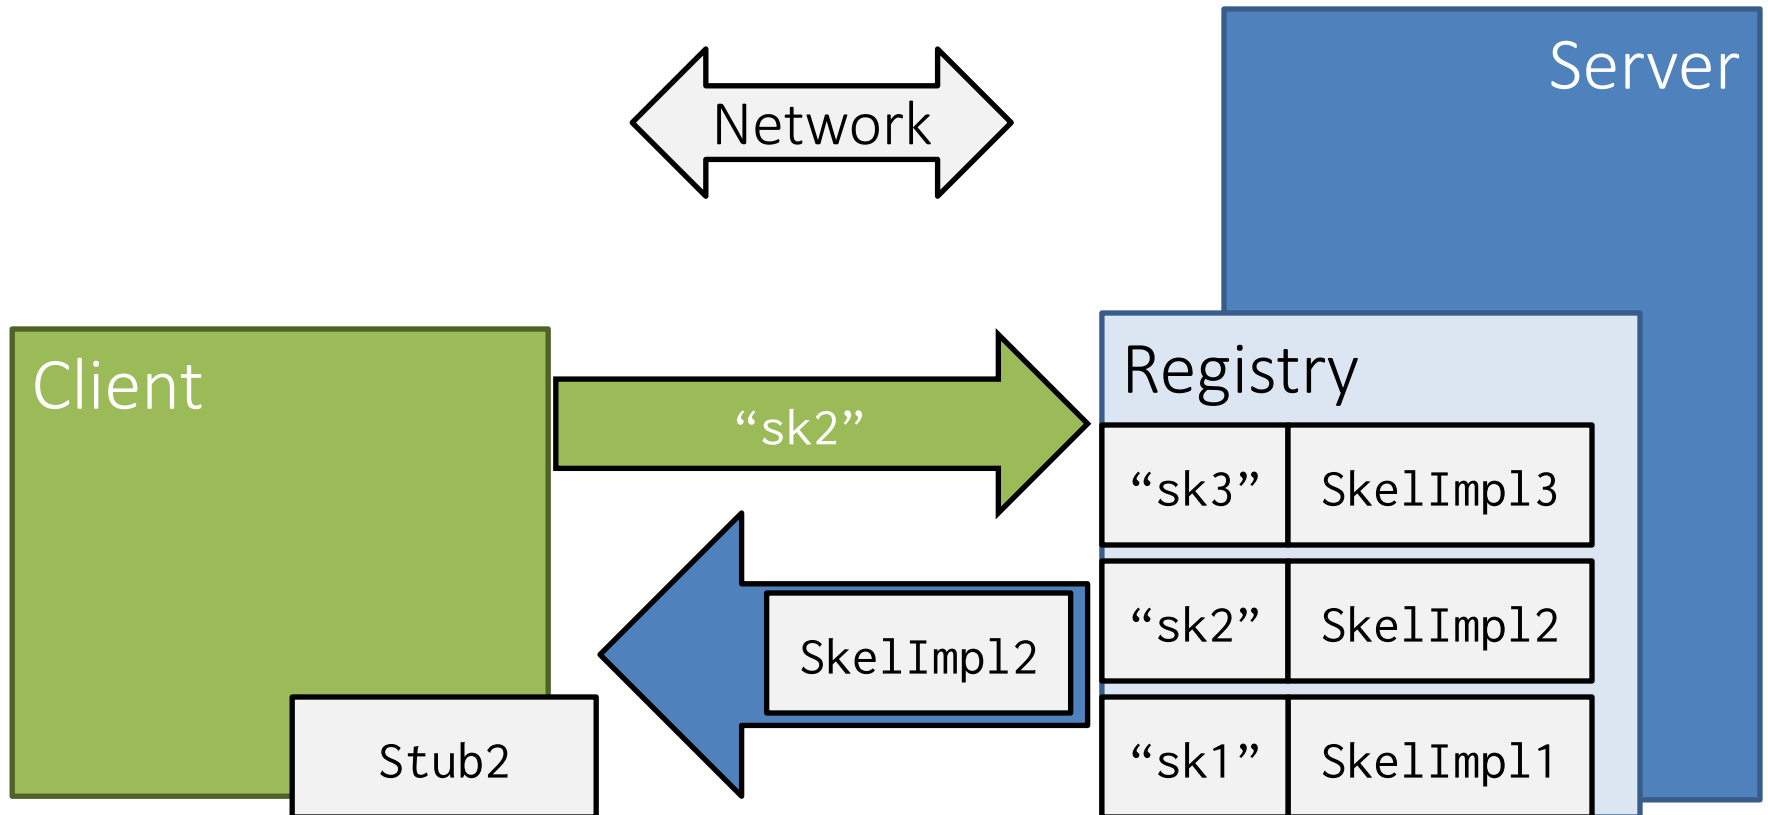 Server
Network
Client
Registry
“sk2”
“sk3” SkelImpl3
“sk2” SkelImpl2
SkelImpl2
“sk1” SkelImpl1
Stub2